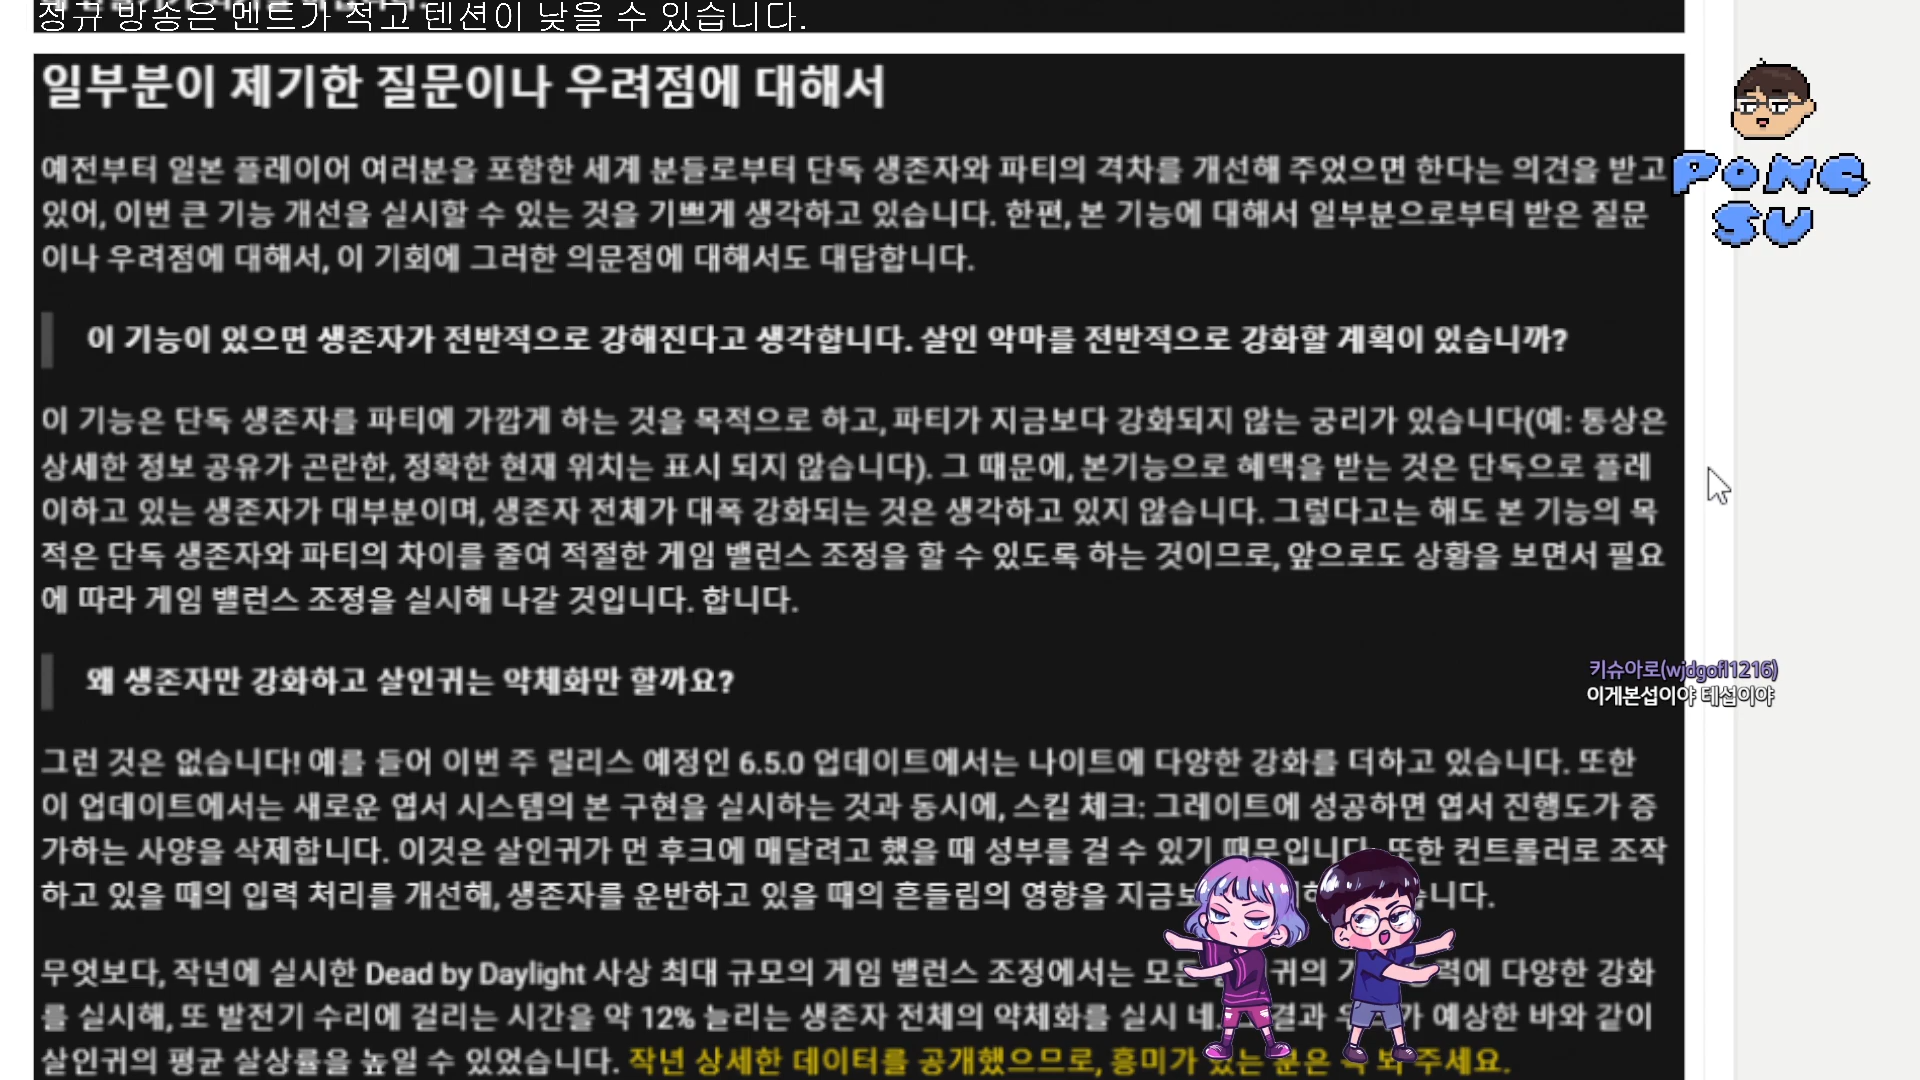 정규 방송은 멘트가 적고 텐션이 낮을 수 있습니다.
일부분이 제기한 질문이나 우려점에 대해서
예전부터 일본 플레이어 여러분을 포함한 세계 분들로부터 단독 생존자와 파티의 격차를 개선해 주었으면 한다는 의견을 받고
있어, 이번 큰 기능 개선을 실시할 수 있는 것을 기쁘게 생각하고 있습니다. 한편, 본 기능에 대해서 일부분으로부터 받은 질문
이나 우려점에 대해서, 이 기회에 그러한 의문점에 대해서도 대답합니다.
PONG
SU
이 기능이 있으면 생존자가 전반적으로 강해진다고 생각합니다. 살인 악마를 전반적으로 강화할 계획이 있습니까?
이 기능은 단독 생존자를 파티에 가깝게 하는 것을 목적으로 하고, 파티가 지금보다 강화되지 않는 궁리가 있습니다(예: 통상은
상세한 정보 공유가 곤란한, 정확한 현재 위치는 표시 되지 않습니다). 그 때문에, 본기능으로 혜택을 받는 것은 단독으로 플레
이하고 있는 생존자가 대부분이며, 생존자 전체가 대폭 강화되는 것은 생각하고 있지 않습니다. 그렇다고는 해도 본 기능의 목
적은 단독 생존자와 파티의 차이를 줄여 적절한 게임 밸런스 조정을 할 수 있도록 하는 것이므로, 앞으로도 상황을 보면서 필요
에 따라 게임 밸런스 조정을 실시해 나갈 것입니다. 합니다.
왜 생존자만 강화하고 살인귀는 약체화만 할까요?
키슈아로(wjdgofl1216)
이게본섭이야 테섭이야
그런 것은 없습니다! 예를 들어 이번 주 릴리스 예정인 6.5.0 업데이트에서는 나이트에 다양한 강화를 더하고 있습니다. 또한
이 업데이트에서는 새로운 엽서 시스템의 본 구현을 실시하는 것과 동시에, 스킬 체크: 그레이트에 성공하면 엽서 진행도가 증
가하는 사양을 삭제합니다. 이것은 살인귀가 먼 후크에 매달려고 했을 때 성부를 걸 수 있기 때문입니다. 또한 컨트롤러로 조작
하고 있을 때의 입력 처리를 개선해, 생존자를 운반하고 있을 때의 흔들림의 영향을 지금보
무엇보다, 작년에 실시한 Dead by Daylight 사상 최대 규모의 게임 밸런스 조정에서는 모든 귀의 다양한 강화
를 실시해, 또 발전기 수리에 걸리는 시간을 약 12% 늘리는 생존자 전체의 약체화를 실시 네. 결과 예상한 바와 같이
살인귀의 평균 살상률을 높일 수 있었습니다. 작년 상세한 데이터를 공개했으므로, 흥미가 있는 분은 꼭 봐 주세요.